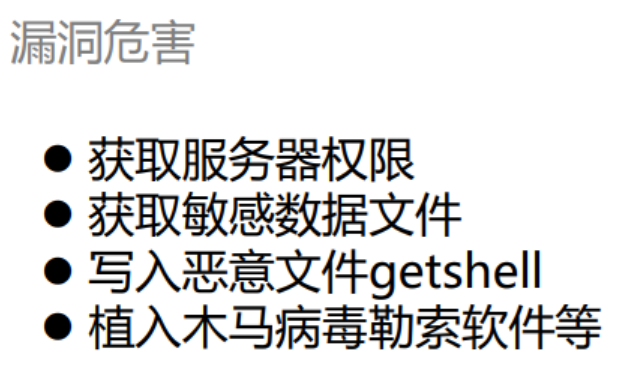 漏洞危害
● 获取服务器权限
● 获取敏感数据文件
● 写入恶意文件getshell
● 植入木马病毒勒索软件等